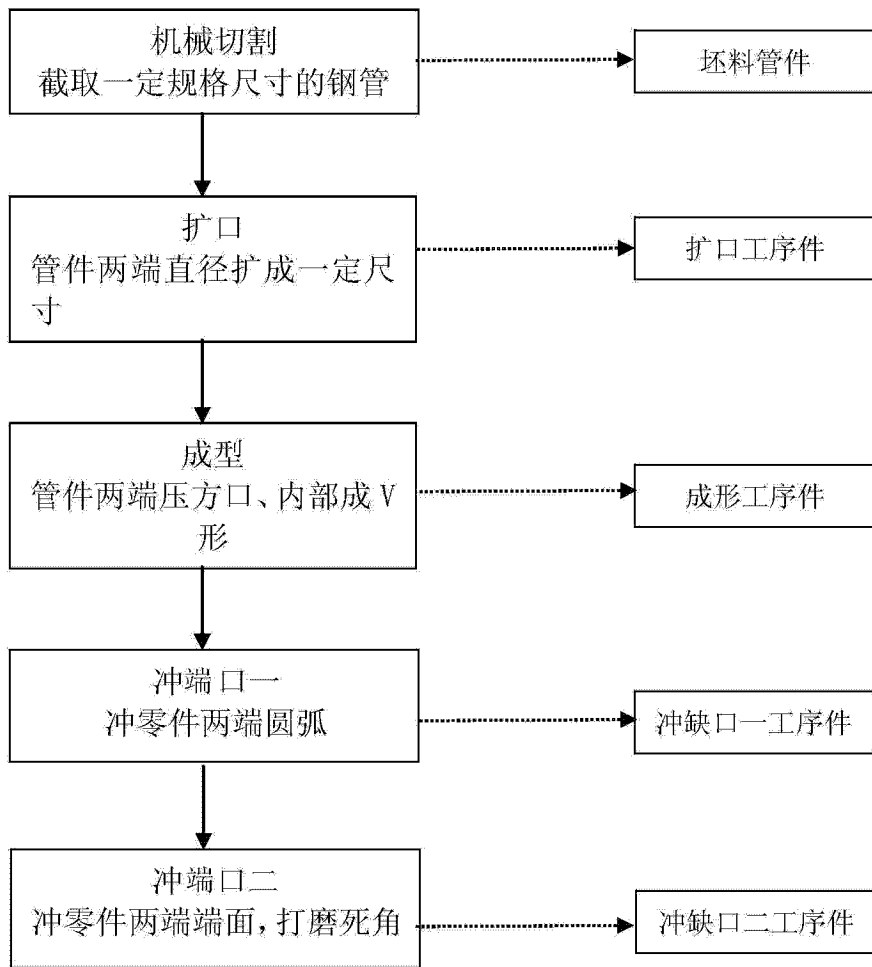 机械切割
截取一定规格尺寸的钢管
坯料管件
扩口
管件两端直径扩成一定尺
寸
扩口工序件
成型
管件两端压方口、内部成V
形
成形工序件
冲端口一
冲零件两端圆弧
冲缺口一工序件
冲端口二
冲零件两端端面,打磨死角
冲缺口二工序件